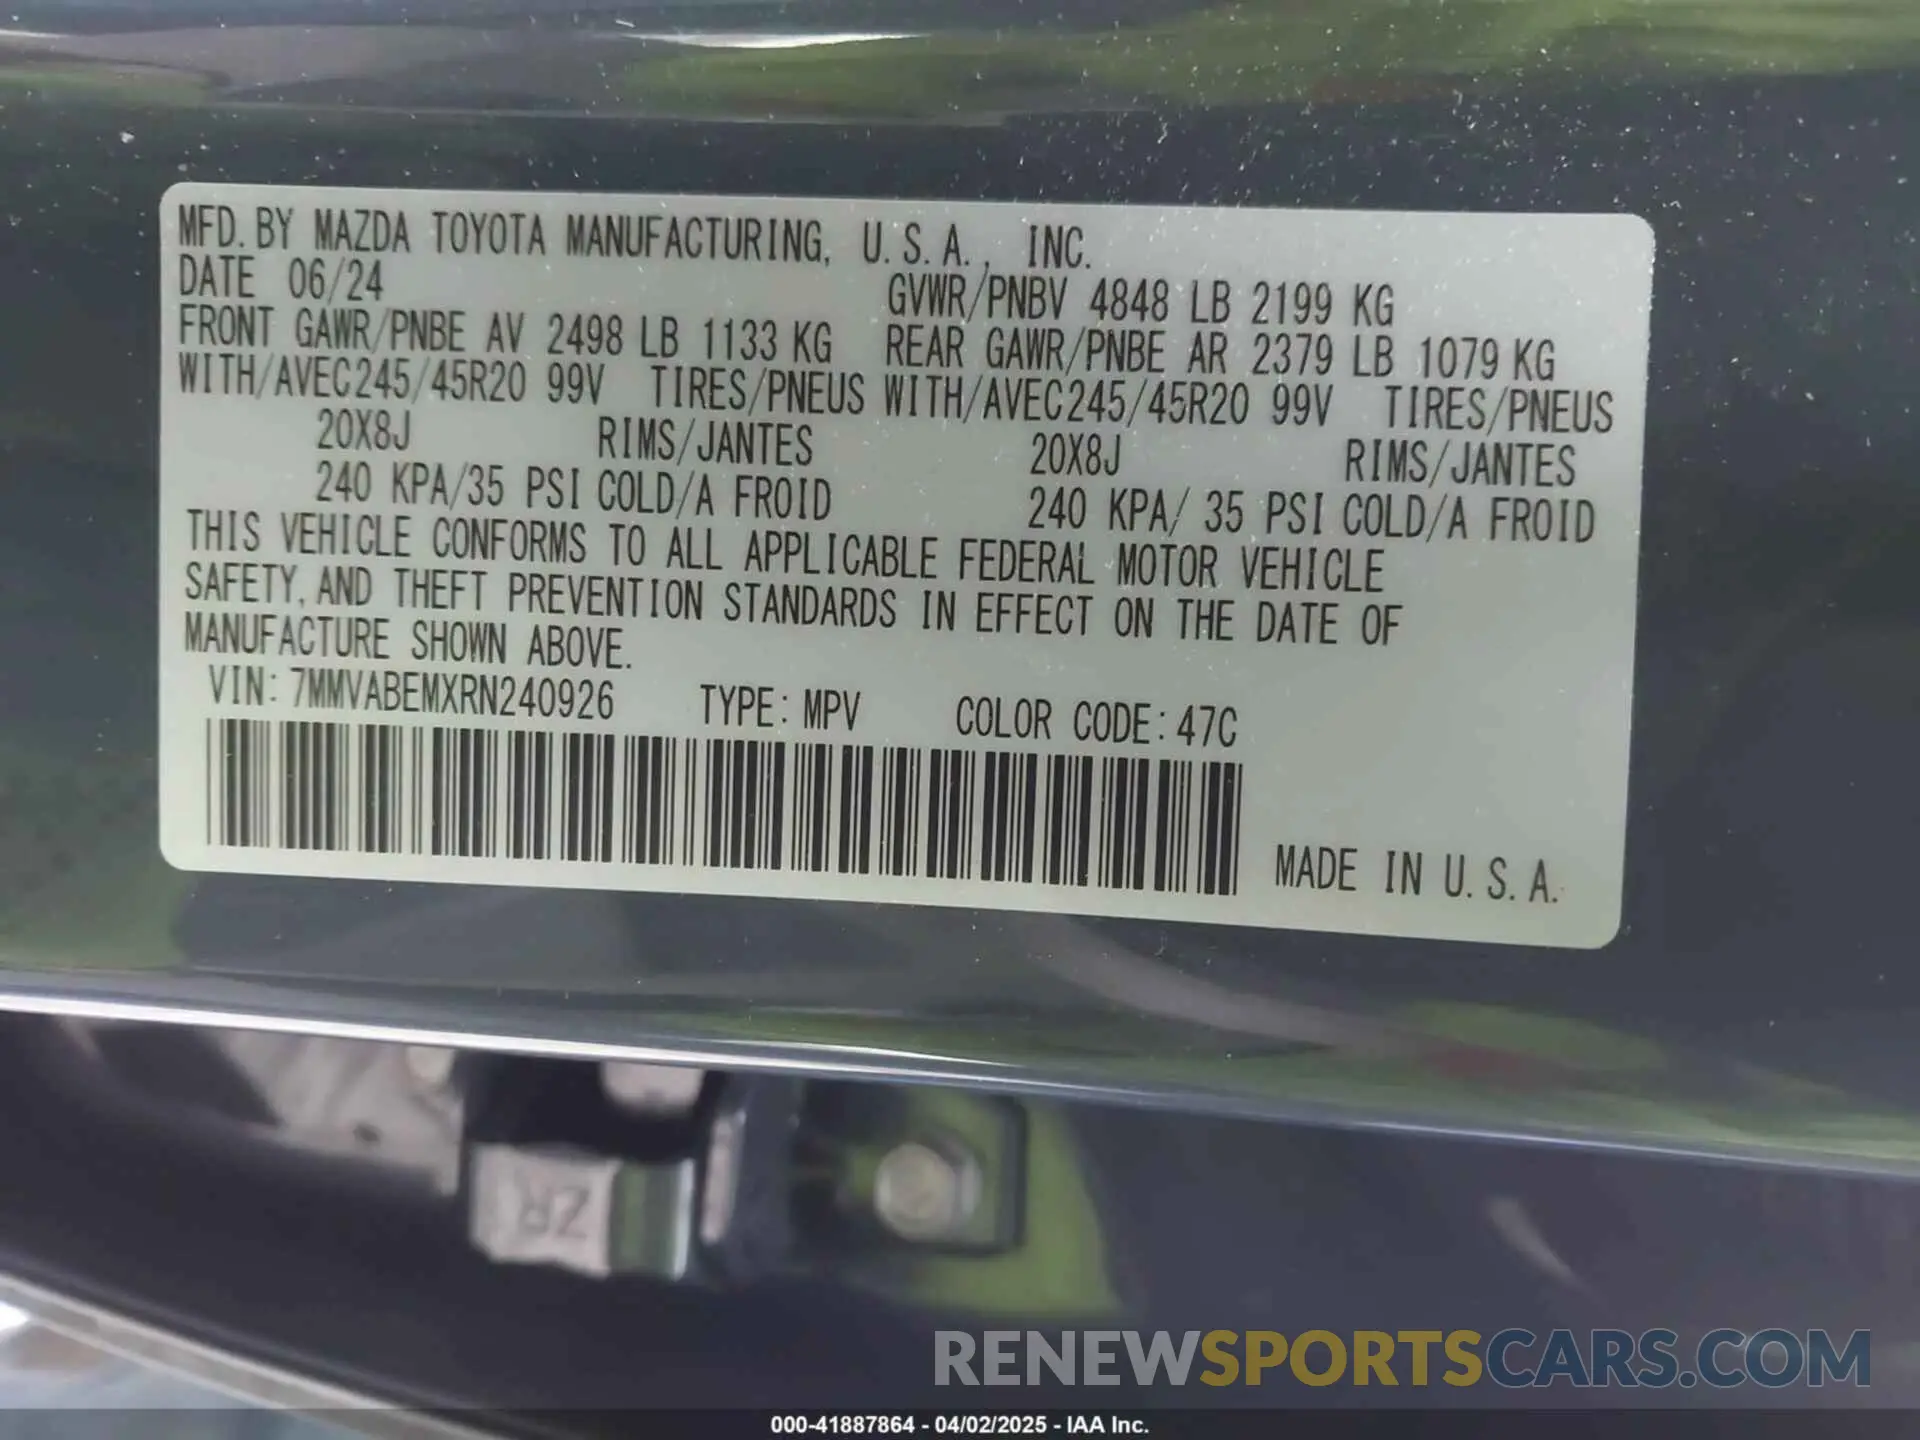 MFD. BY MAZDA TOYOTA MANUFACTURING, U.S.A., INC.
DATE 06/24 GVWR/PNBV 4848 LB 2199 KG
FRONT GAWR/PNBE AV 2498 LB 1133 KG REAR GAWR/PNBE AR 2379 LB 1079 KG
WITH/AVEC245/45R20 99V TIRES/PNEUS WITH/AVEC245/45R20 99V TIRES/PNEUS
20X8J RIMS/JANTES 20X8J RIMS/JANTES
240 KPA/35 PSI COLD/A FROID 240 KPA/ 35 PSI COLD/A FROID
THIS VEHICLE CONFORMS TO ALL APPLICABLE FEDERAL MOTOR VEHICLE
SAFETY, AND THEFT PREVENTION STANDARDS IN EFFECT ON THE DATE OF
MANUFACTURE SHOWN ABOVE.
VIN: 7MMVABEMXRN240926 TYPE: MPV COLOR CODE: 47C
MADE IN U.S.A.
ZR
RENEWSPORTSCARS.COM
000-41887864 - 04/02/2025 - IAA Inc.